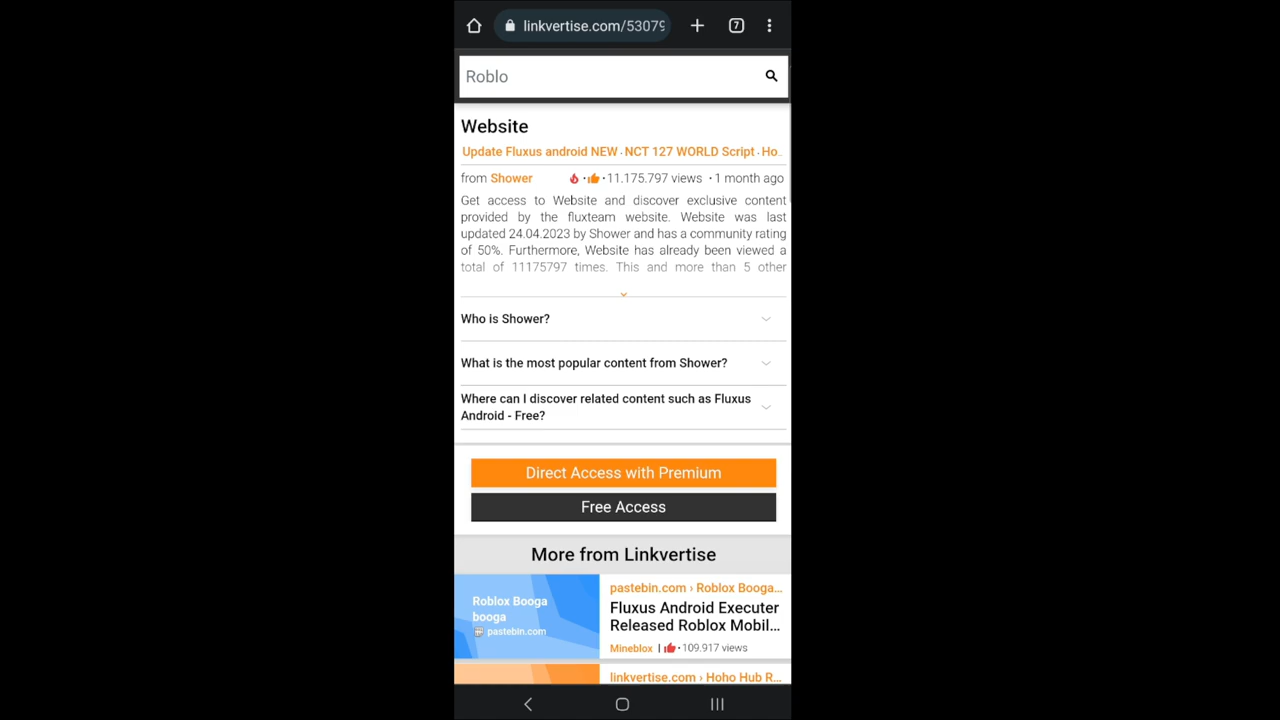 linkvertise.com/53079
7
Roblo
Website
Update Fluxus android NEW · NCT 127 WORLD Script · Ho..
from Shower · 11.175.797 views · 1 month ago
Get access to Website and discover exclusive content
provided by the fluxteam website. Website was last
updated 24.04.2023 by Shower and has a community rating
of 50%. Furthermore, Website has already been viewed a
total of 11175797 times. This and more than 5 other
Who is Shower?
What is the most popular content from Shower?
Where can I discover related content such as Fluxus
Android - Free?
Direct Access with Premium
Free Access
More from Linkvertise
Roblox Booga
booga
pastebin.com
pastebin.com › Roblox Booga...
Fluxus Android Executer
Released Roblox Mobil...
Mineblox | · 109.917 views
linkvertise.com › Hoho Hub R...